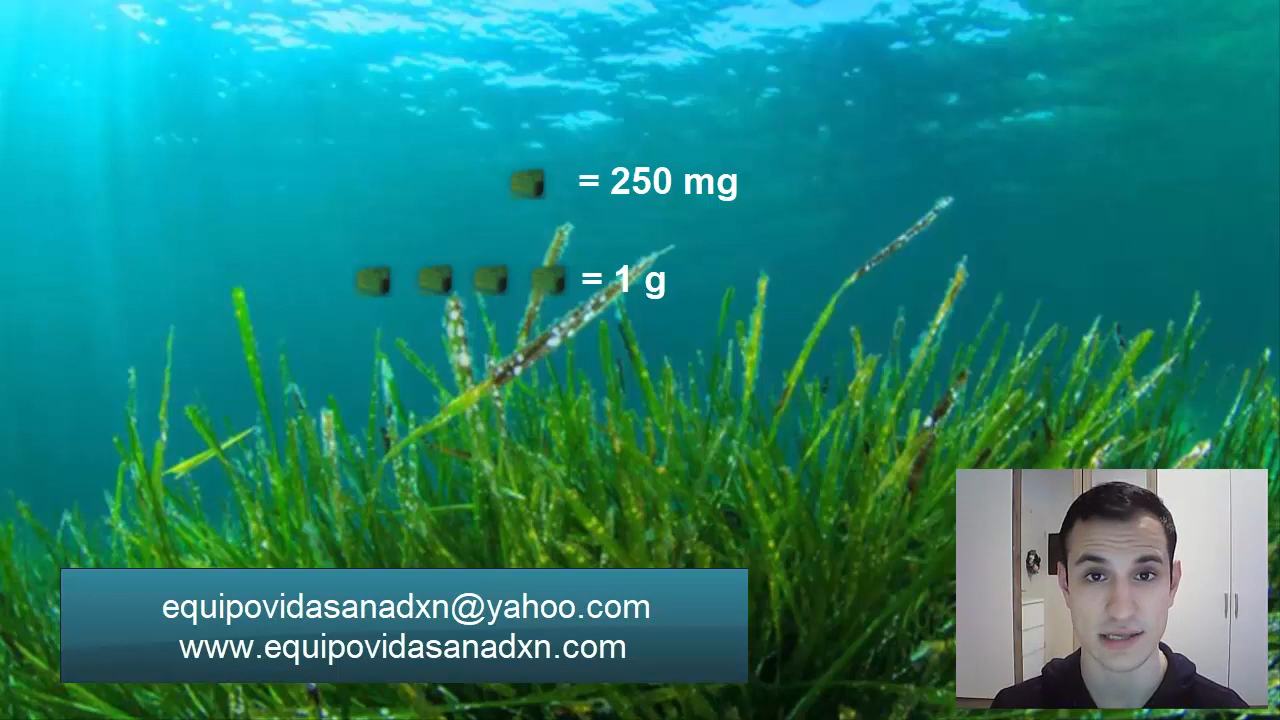 = 250 mg
= 1 g
equipovidasanadxn@yahoo.com
www.equipovidasanadxn.com